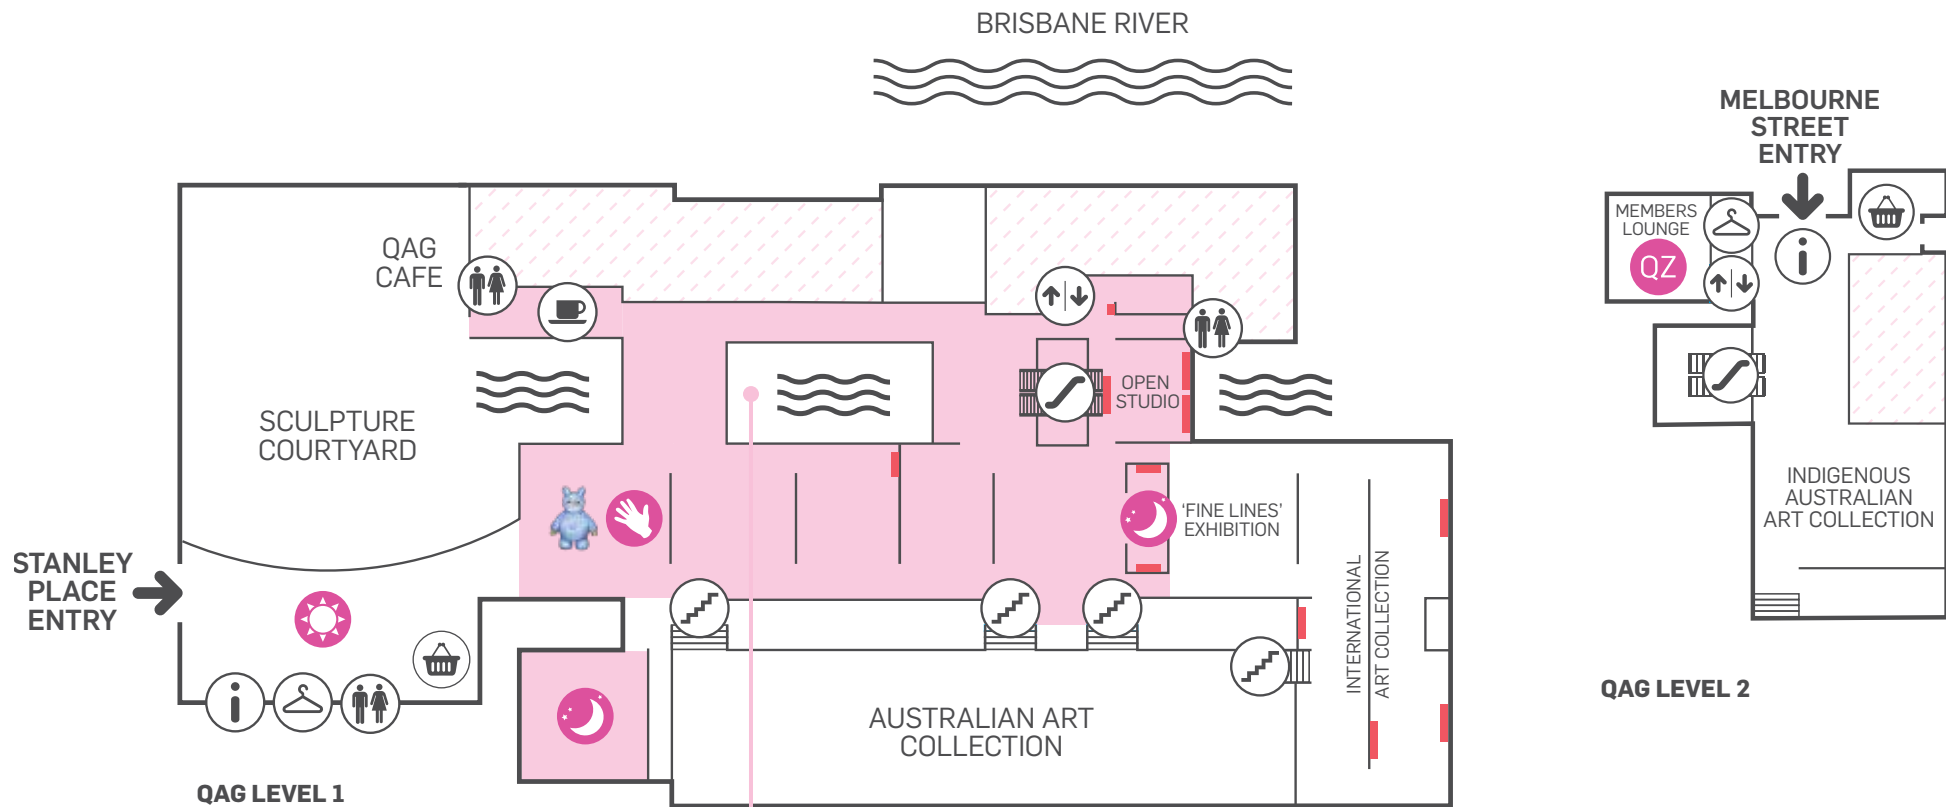 BRISBANE RIVER
MELBOURNE
STREET
ENTRY
MEMBERS
LOUNGE
QZ
QAG
CAFE
OPEN
STUDIO
SCULPTURE
COURTYARD
'FINE LINES'
EXHIBITION
INDIGENOUS
AUSTRALIAN
ART COLLECTION
STANLEY
PLACE
ENTRY
INTERNATIONAL
ART COLLECTION
AUSTRALIAN ART
COLLECTION
QAG LEVEL 2
QAG LEVEL 1